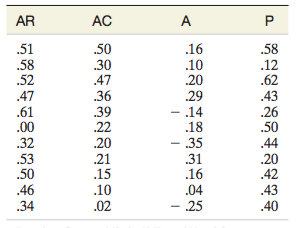 AR AC A P
.51 .50 .16 .58
.58 .30 .10 .12
.52 .47 .20 .62
.47 .36 .29 .43
.61 .39 – .14 .26
.00 .22 .18 .50
.32 .20 – .35 .44
.53 .21 .31 .20
.50 .15 .16 .42
.46 .10 .04 .43
.34 .02 – .25 .40